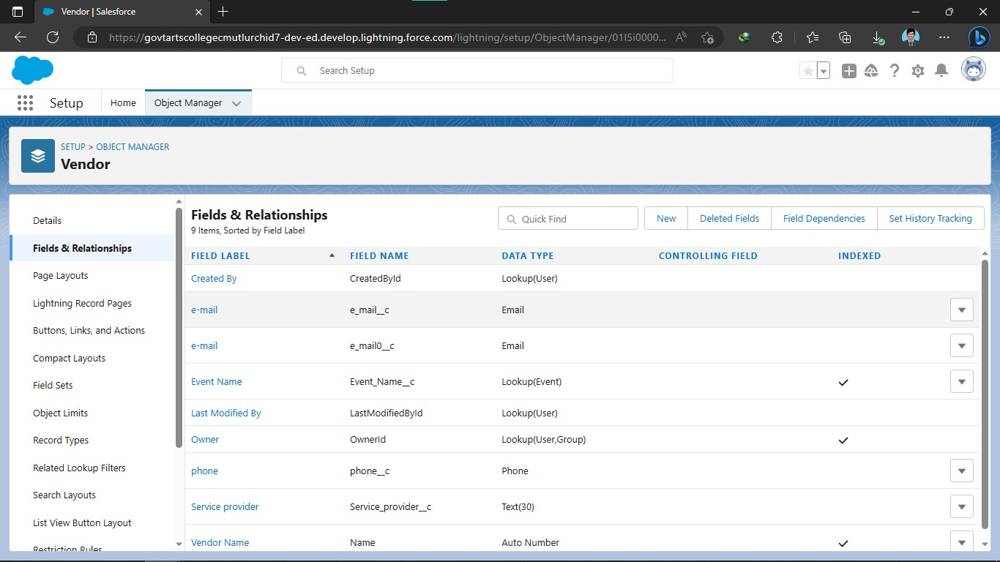 Vendor | Salesforce
https://govtartscollegecmutlurchid7-dev-ed.develop.lightning.force.com/lightning/setup/ObjectManager/01I5i0000...
Search Setup
Setup
Home
Object Manager
SETUP > OBJECT MANAGER
Vendor
Details
Fields & Relationships
Page Layouts
Lightning Record Pages
Buttons, Links, and Actions
Compact Layouts
Field Sets
Object Limits
Record Types
Related Lookup Filters
Search Layouts
List View Button Layout
Restriction Rules
Fields & Relationships
9 Items, Sorted by Field Label
Quick Find
New
Deleted Fields
Field Dependencies
Set History Tracking
FIELD LABEL FIELD NAME DATA TYPE CONTROLLING FIELD INDEXED
Created By CreatedById Lookup(User)
e-mail e_mail__c Email
e-mail e_mail0__c Email
Event Name Event_Name__c Lookup(Event)
Last Modified By LastModifiedById Lookup(User)
Owner OwnerId Lookup(User,Group)
phone phone__c Phone
Service provider Service_provider__c Text(30)
Vendor Name Name Auto Number